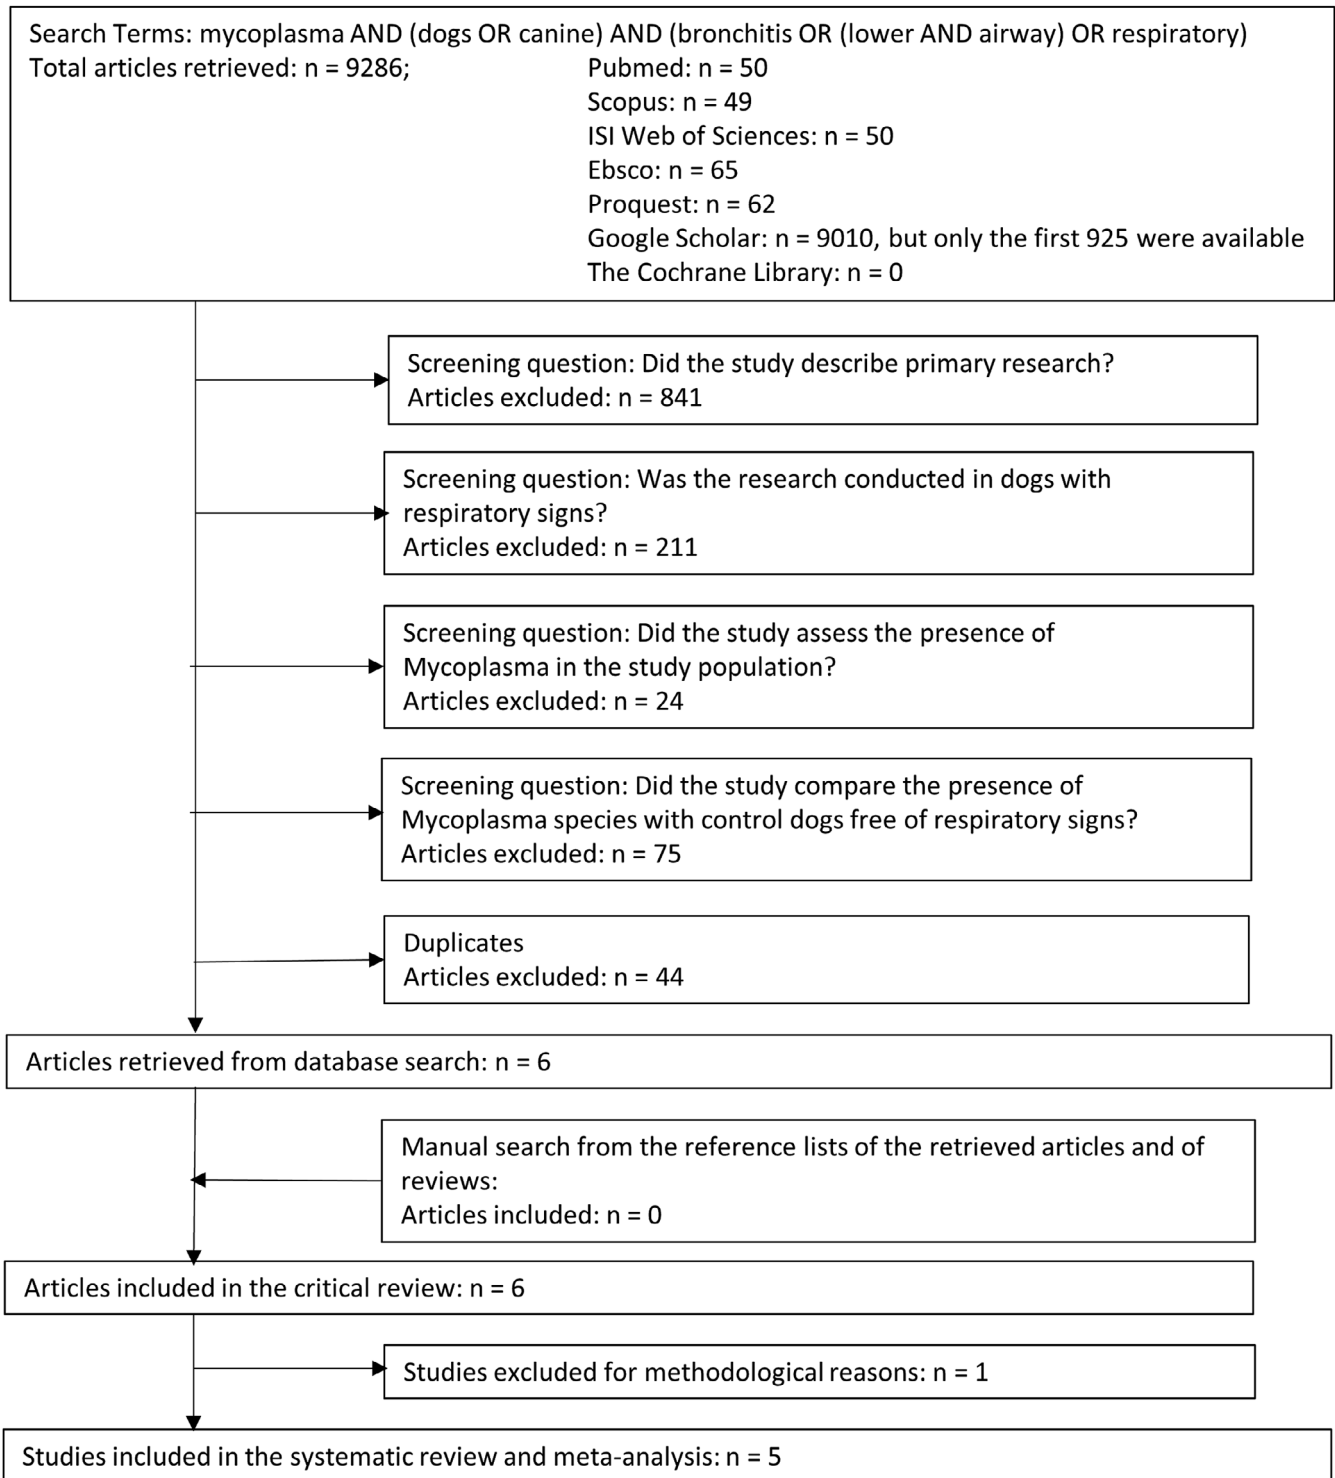 Search Terms: mycoplasma AND (dogs OR canine) AND (bronchitis OR (lower AND airway) OR respiratory)
Total articles retrieved: n = 9286;
Pubmed: n = 50
Scopus: n = 49
ISI Web of Sciences: n = 50
Ebsco: n = 65
Proquest: n = 62
Google Scholar: n = 9010, but only the first 925 were available
The Cochrane Library: n = 0
Screening question: Did the study describe primary research?
Articles excluded: n = 841
Screening question: Was the research conducted in dogs with
respiratory signs?
Articles excluded: n = 211
Screening question: Did the study assess the presence of
Mycoplasma in the study population?
Articles excluded: n = 24
Screening question: Did the study compare the presence of
Mycoplasma species with control dogs free of respiratory signs?
Articles excluded: n = 75
Duplicates
Articles excluded: n = 44
Articles retrieved from database search: n = 6
Manual search from the reference lists of the retrieved articles and of
reviews:
Articles included: n = 0
Articles included in the critical review: n = 6
Studies excluded for methodological reasons: n = 1
Studies included in the systematic review and meta-analysis: n = 5